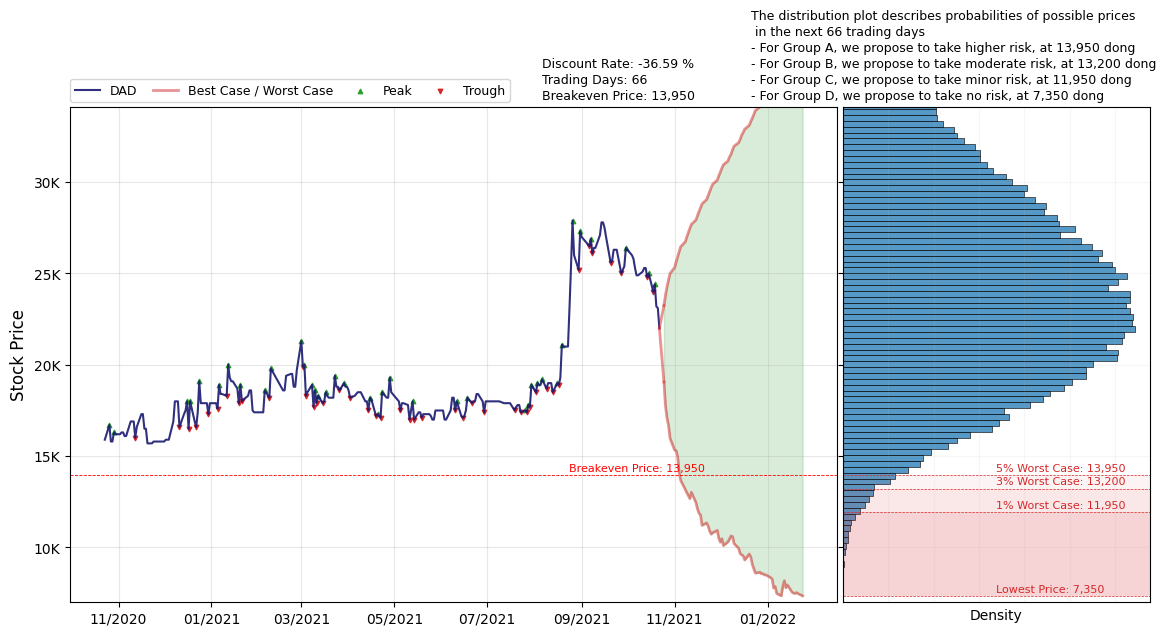 The distribution plot describes probabilities of possible prices
in the next 66 trading days
- For Group A, we propose to take higher risk, at 13,950 dong
- For Group B, we propose to take moderate risk, at 13,200 dong
- For Group C, we propose to take minor risk, at 11,950 dong
- For Group D, we propose to take no risk, at 7,350 dong
Discount Rate: -36.59 %
Trading Days: 66
Breakeven Price: 13,950
DAD
Best Case / Worst Case
Peak
Trough
Stock Price
30K
25K
20K
15K
10K
Breakeven Price: 13,950
5% Worst Case: 13,950
3% Worst Case: 13,200
1% Worst Case: 11,950
Lowest Price: 7,350
11/2020
01/2021
03/2021
05/2021
07/2021
09/2021
11/2021
01/2022
Density